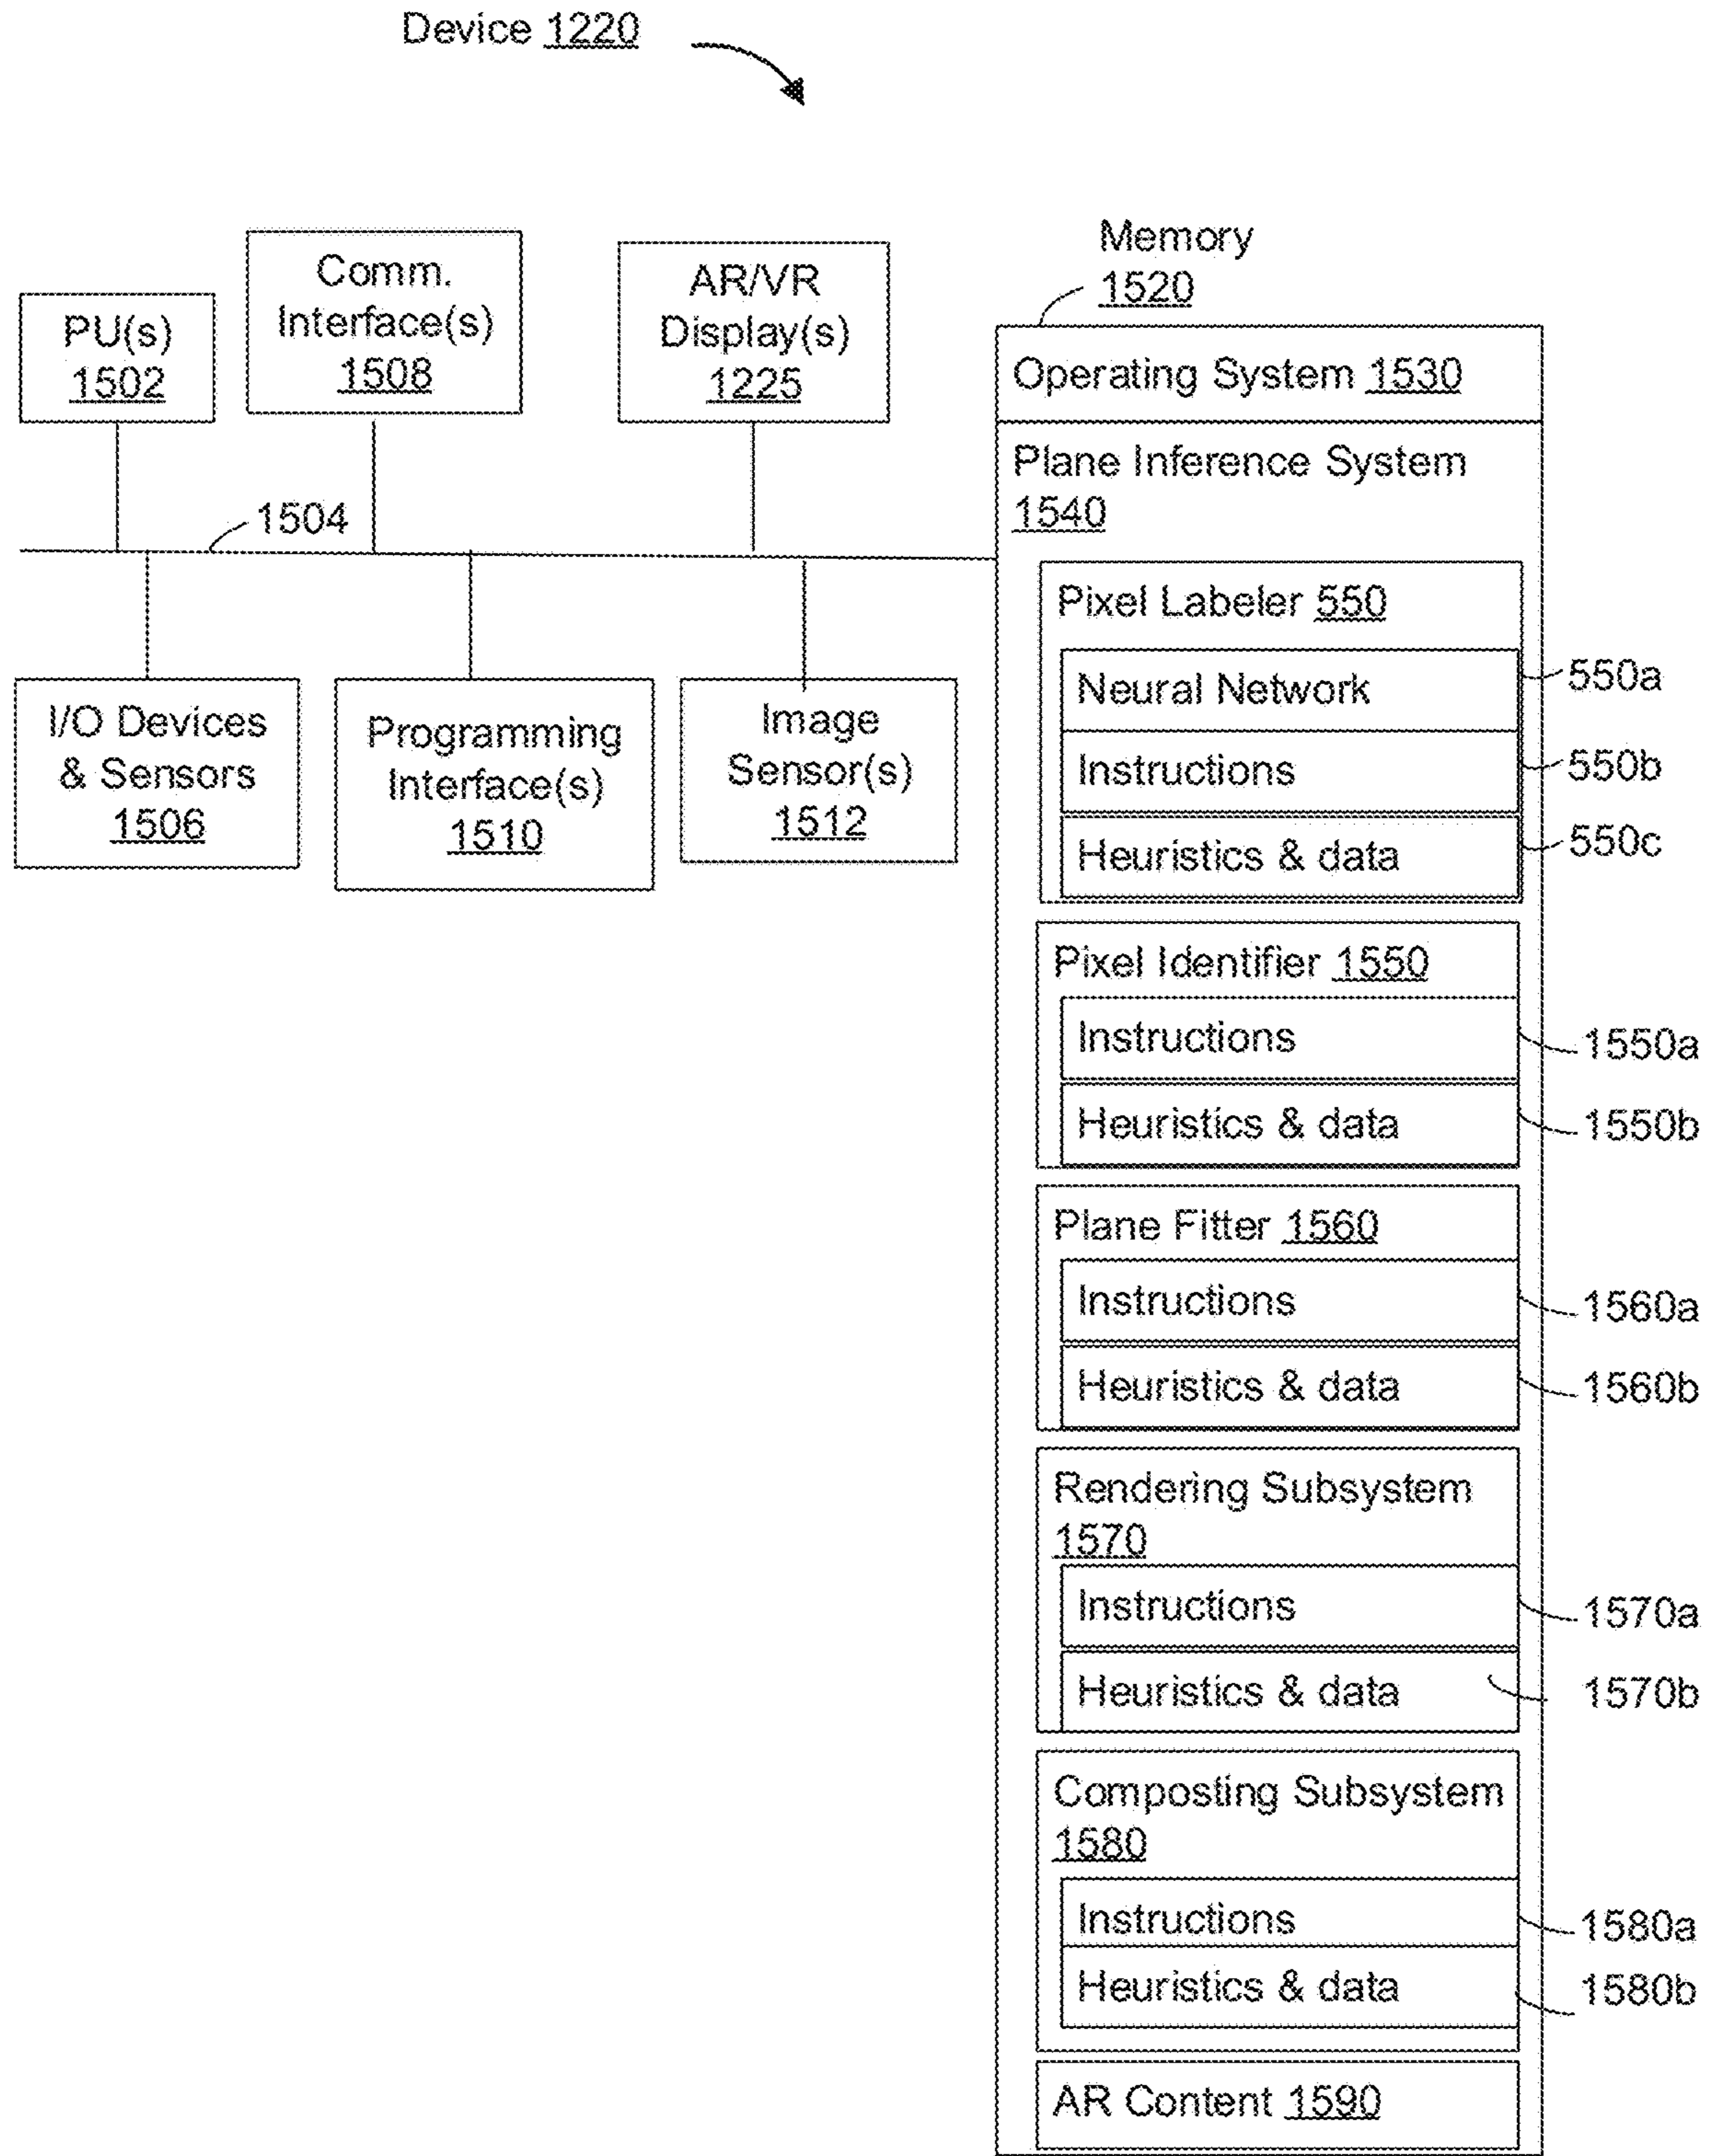 Device 1220
PU(s)
1502
Comm.
Interface(s)
1508
AR/VR
Display(s)
1225
1504
I/O Devices
& Sensors
1506
Programming
Interface(s)
1510
Image
Sensor(s)
1512
Memory
1520
Operating System 1530
Plane Inference System
1540
Pixel Labeler 550
Neural Network
550a
Instructions
550b
Heuristics & data
550c
Pixel Identifier 1550
Instructions
1550a
Heuristics & data
1550b
Plane Fitter 1560
Instructions
1560a
Heuristics & data
1560b
Rendering Subsystem
1570
Instructions
1570a
Heuristics & data
1570b
Composting Subsystem
1580
Instructions
1580a
Heuristics & data
1580b
AR Content 1590